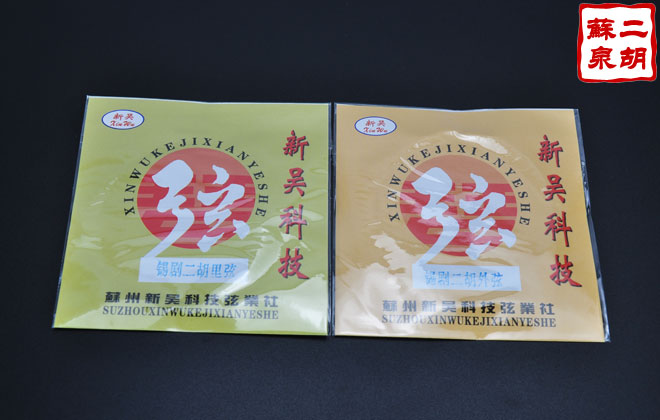 二胡
蘇泉
新吴
XinWu
XINWUKEJIXIANYESHE
弦
新吴科技
锡剧二胡里弦
蘇州新吴科技弦業社
SUZHOUXINWUKEJIXIANYESHE
新吴
XinWu
XINWUKEJIXIANYESHE
弦
新吴科技
锡剧二胡外弦
蘇州新吴科技弦業社
SUZHOUXINWUKEJIXIANYESHE